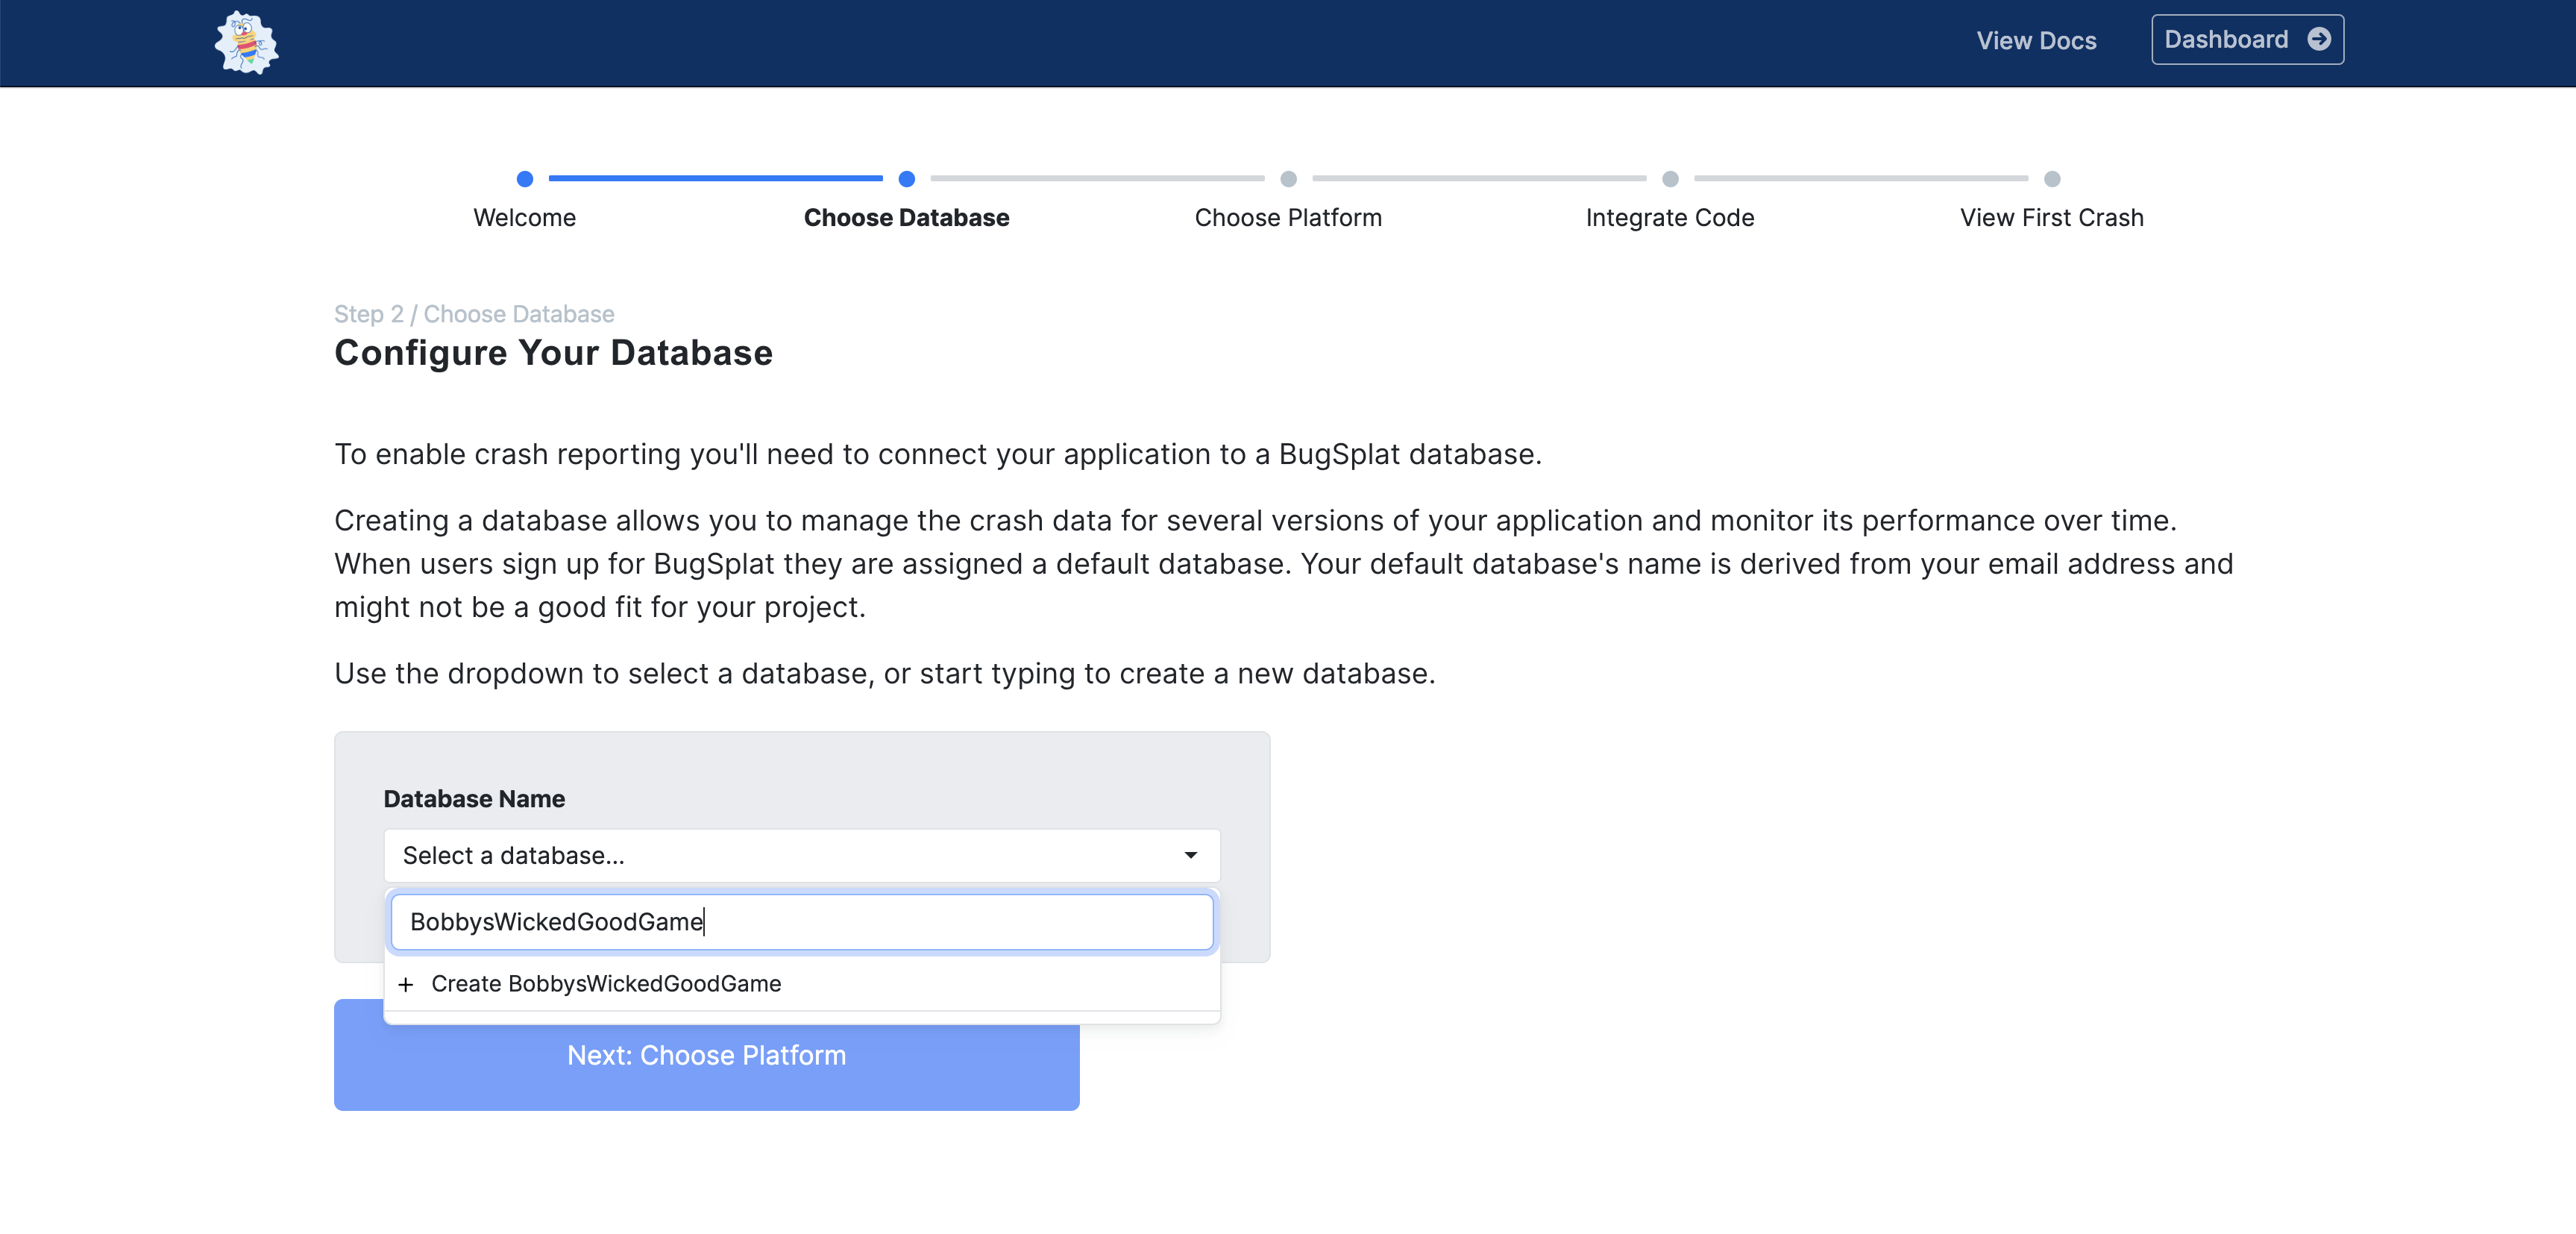 View Docs
Dashboard
Welcome
Choose Database
Choose Platform
Integrate Code
View First Crash
Step 2 / Choose Database
Configure Your Database
To enable crash reporting you'll need to connect your application to a BugSplat database.
Creating a database allows you to manage the crash data for several versions of your application and monitor its performance over time.
When users sign up for BugSplat they are assigned a default database. Your default database's name is derived from your email address and
might not be a good fit for your project.
Use the dropdown to select a database, or start typing to create a new database.
Database Name
Select a database...
BobbysWickedGoodGame
+ Create BobbysWickedGoodGame
Next: Choose Platform